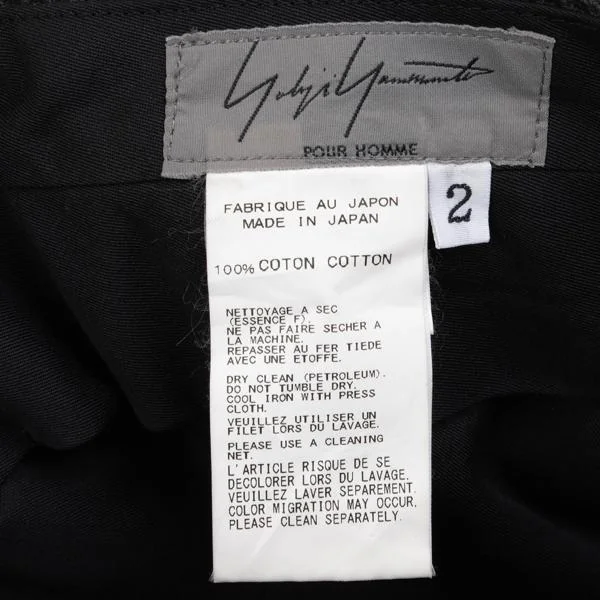 Yohji Yamamoto
POUR HOMME
2
FABRIQUE AU JAPON
MADE IN JAPAN
100% COTON COTTON
NETTOYAGE A SEC
(ESSENCE F).
NE PAS FAIRE SECHER A
LA MACHINE.
REPASSER AU FER TIEDE
AVEC UNE ETOFFE.
DRY CLEAN (PETROLEUM).
DO NOT TUMBLE DRY.
COOL IRON WITH PRESS
CLOTH.
VEUILLEZ UTILISER UN
FILET LORS DU LAVAGE.
PLEASE USE A CLEANING
NET.
L'ARTICLE RISQUE DE SE
DECOLORER LORS DU LAVAGE.
VEUILLEZ LAVER SEPAREMENT.
COLOR MIGRATION MAY OCCUR.
PLEASE CLEAN SEPARATELY.